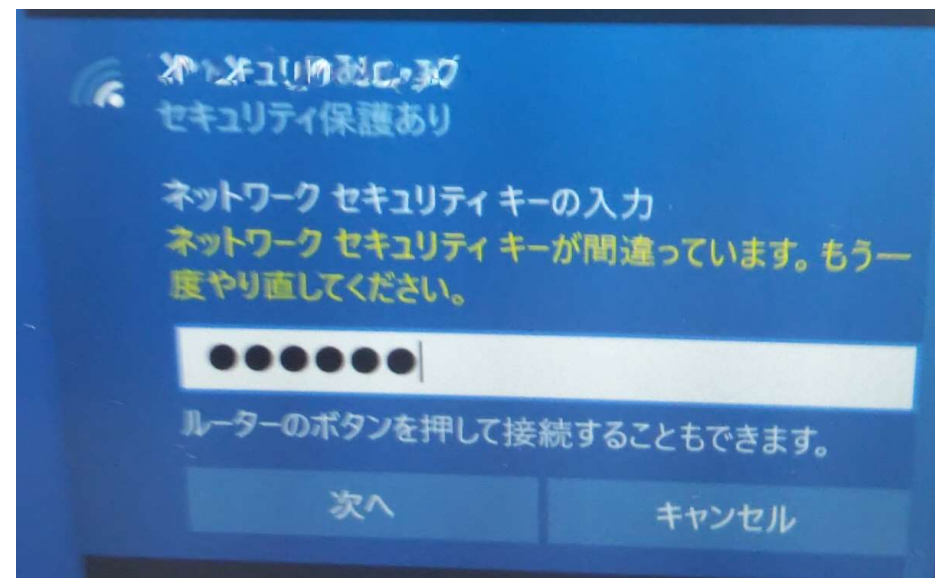 セキュリティ保護あり
ネットワーク セキュリティ キーの入力
ネットワーク セキュリティ キーが間違っています。もう一
度やり直してください。
●●●●●●
ルーターのボタンを押して接続することもできます。
次へ
キャンセル